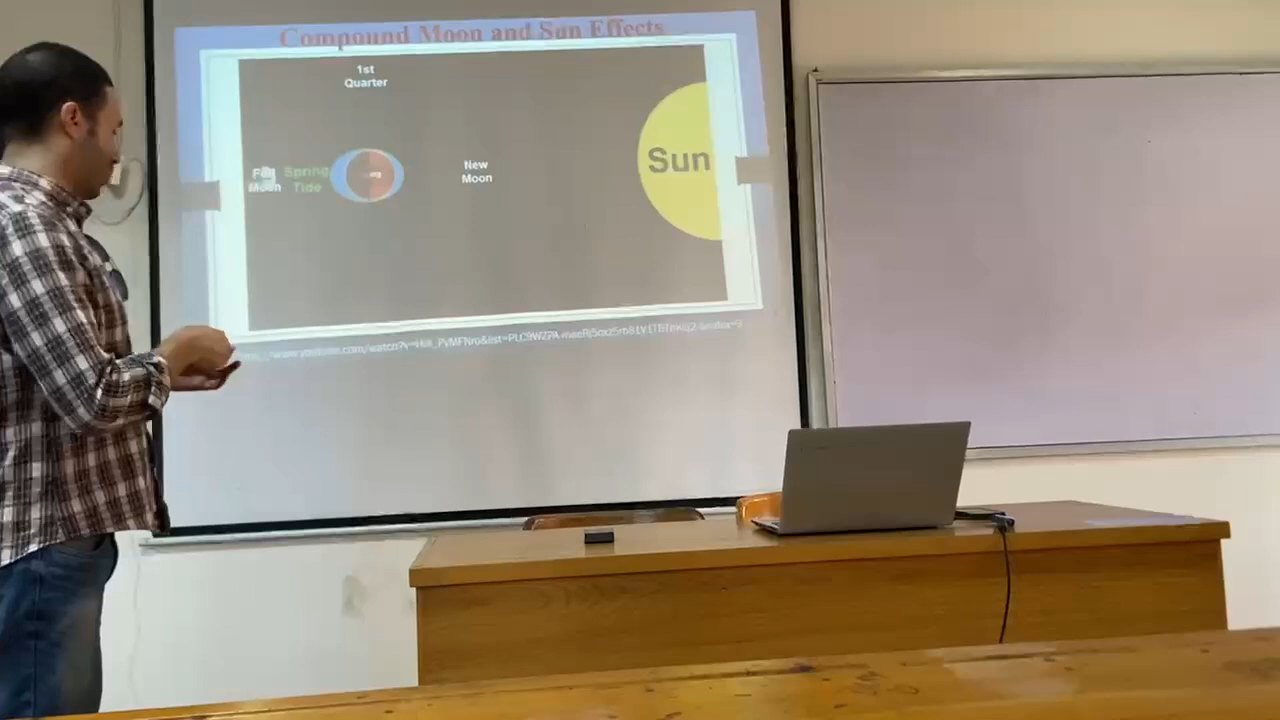 Compound Moon and Sun Effects
1st
Quarter
Full
Moon
Spring
Tide
New
Moon
Sun